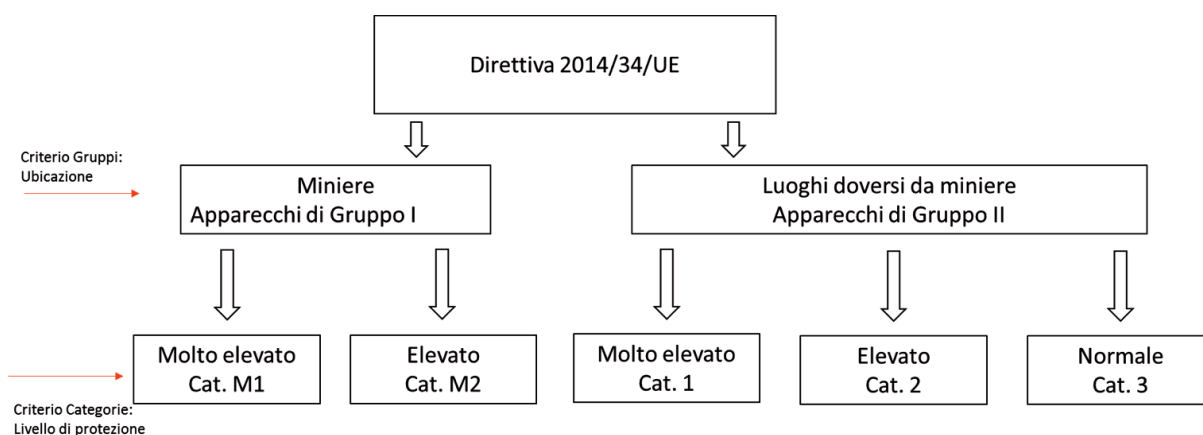 Direttiva 2014/34/UE
Criterio Gruppi:
Ubicazione
Miniere
Apparecchi di Gruppo I
Luoghi doversi da miniere
Apparecchi di Gruppo II
Molto elevato
Cat. M1
Elevato
Cat. M2
Molto elevato
Cat. 1
Elevato
Cat. 2
Normale
Cat. 3
Criterio Categorie:
Livello di protezione